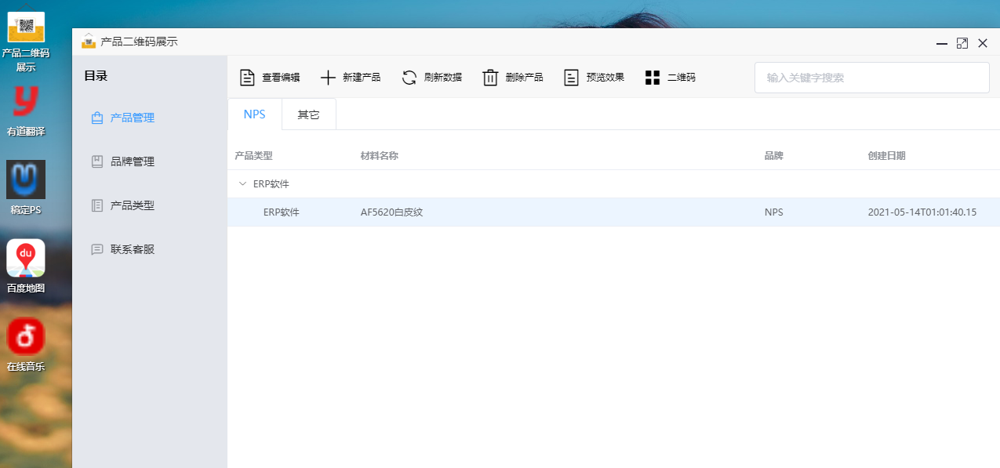 产品二维码
展示
有道翻译
稿定PS
du
百度地图
在线音乐
产品二维码展示
目录
产品管理
品牌管理
产品类型
联系客服
查看编辑 新建产品 刷新数据 删除产品 预览效果 二维码
输入关键字搜索
NPS 其它
产品类型 材料名称 品牌 创建日期
ERP软件
ERP软件 AF5620白皮纹 NPS 2021-05-14T01:01:40.15